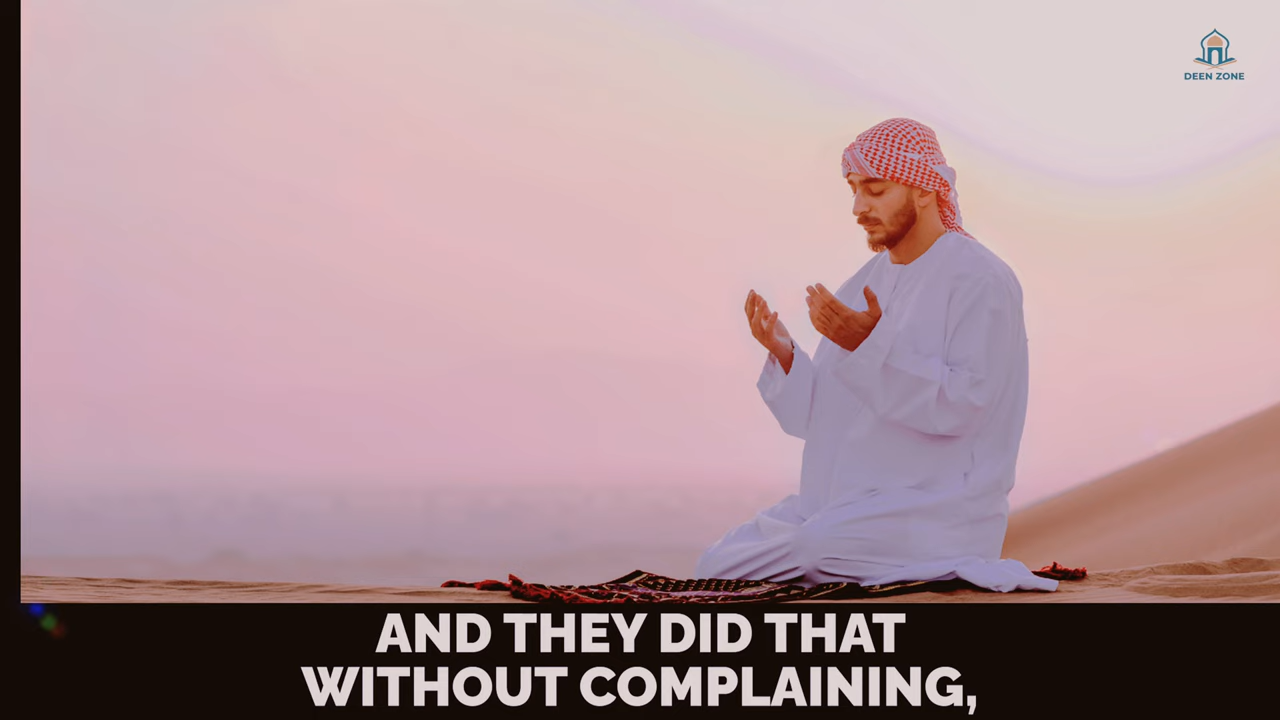 DEEN ZONE
AND THEY DID THAT
WITHOUT COMPLAINING,